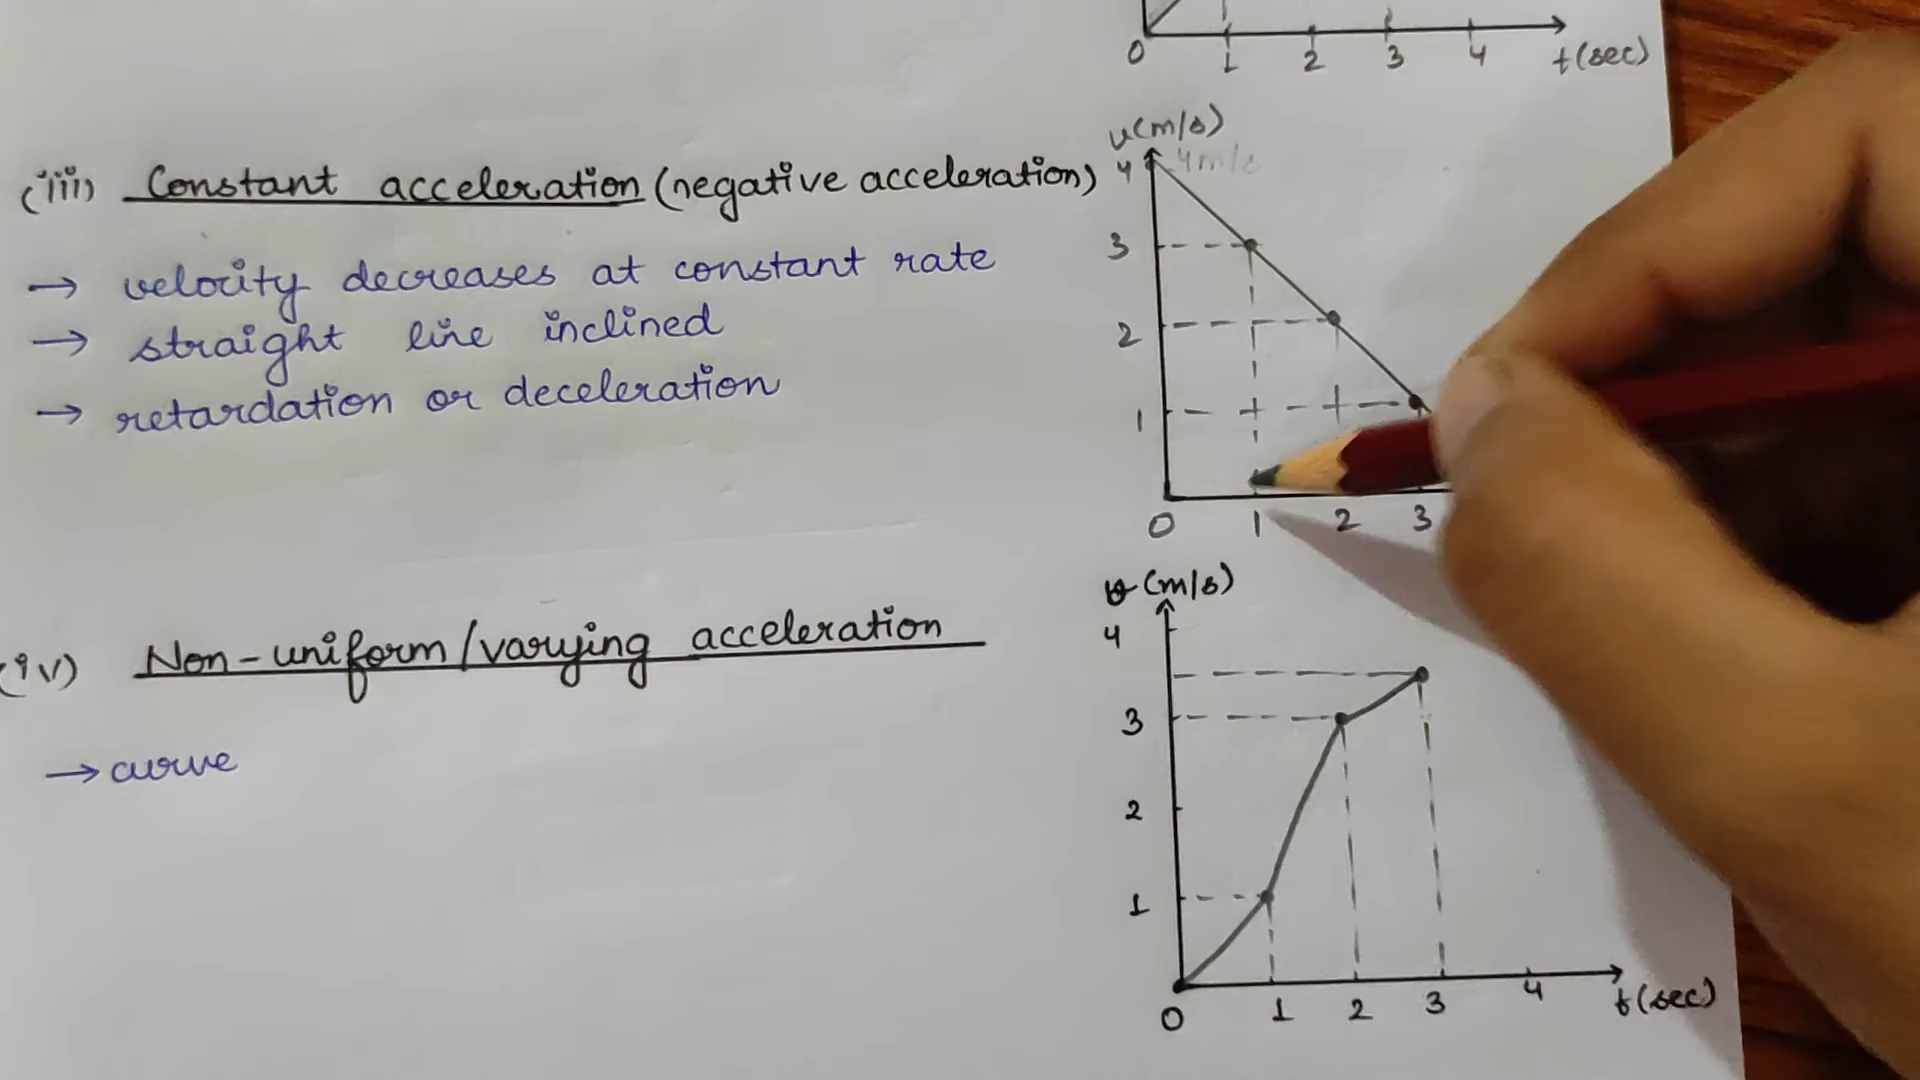 0 1 2 3 4 t(sec)
v(m/s)
(iii) Constant acceleration (negative acceleration)
4 4m/s
→ velocity decreases at constant rate
3
→ straight line inclined
2
→ retardation or deceleration
1
0 1 2 3
v(m/s)
(iv) Non-uniform/varying acceleration
4
3
→ curve
2
1
0 1 2 3 4 t(sec)